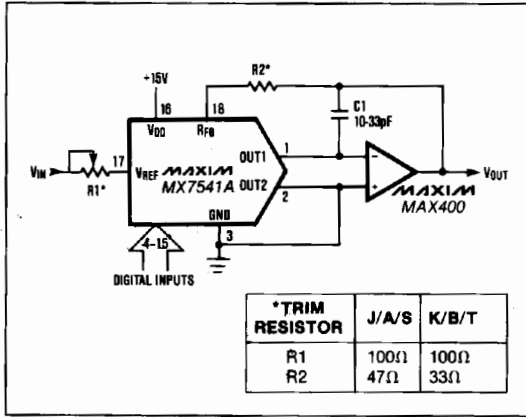 +15V
R2*
16
18
C1
10-33pF
VDD
RFB
VIN
17
VREF
MAXIM
MX7541A
OUT1
1
OUT2
2
−
+
VOUT
MAXIM
MAX400
R1*
GND
3
4-15
DIGITAL INPUTS
*TRIM RESISTOR J/A/S K/B/T
R1 100Ω 100Ω
R2 47Ω 33Ω